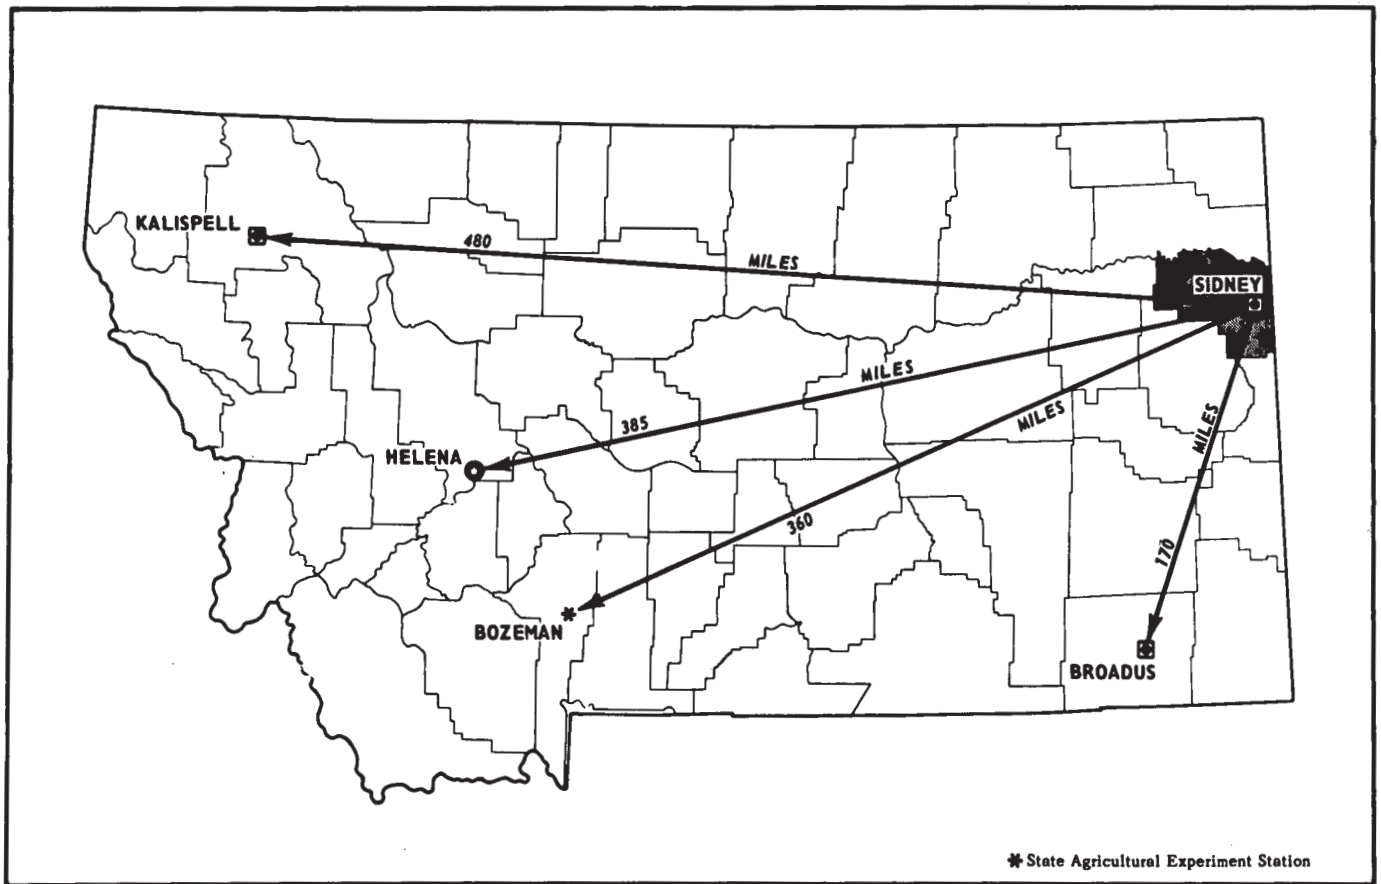 KALISPELL
480
MILES
SIDNEY
MILES
385
MILES
MILES
HELENA
360
170
BOZEMAN
BROADUS
* State Agricultural Experiment Station